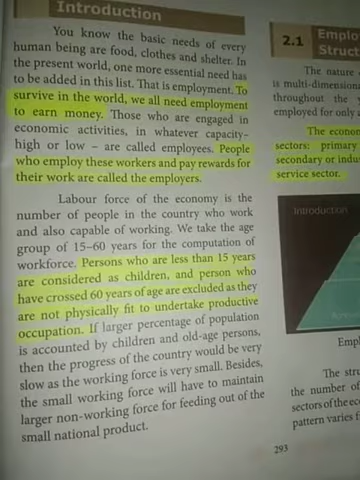 Introduction
You know the basic needs of every
human being are food, clothes and shelter. In
the present world, one more essential need has
to be added in this list. That is employment. To
survive in the world, we all need employment
to earn money. Those who are engaged in
economic activities, in whatever capacity-
high or low – are called employees. People
who employ these workers and pay rewards for
their work are called the employers.
Labour force of the economy is the
number of people in the country who work
and also capable of working. We take the age
group of 15–60 years for the computation of
workforce. Persons who are less than 15 years
are considered as children, and person who
have crossed 60 years of age are excluded as they
are not physically fit to undertake productive
occupation. If larger percentage of population
is accounted by children and old-age persons,
then the progress of the country would be very
slow as the working force is very small. Besides,
the small working force will have to maintain
larger non-working force for feeding out of the
small national product.
2.1 Emplo
Struct
The nature
is multi-dimensiona
throughout the
employed for only a
The econo
sectors: primary
secondary or indus
service sector.
Introduction
Empl
The stru
the number of
sectors of the eco
pattern varies f
293